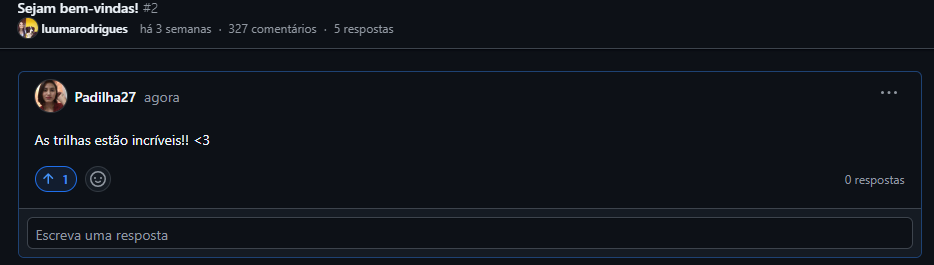 Sejam bem-vindas! #2
luumarodrigues há 3 semanas · 327 comentários · 5 respostas
Padilha27 agora
As trilhas estão incríveis!! <3
1
0 respostas
Escreva uma resposta